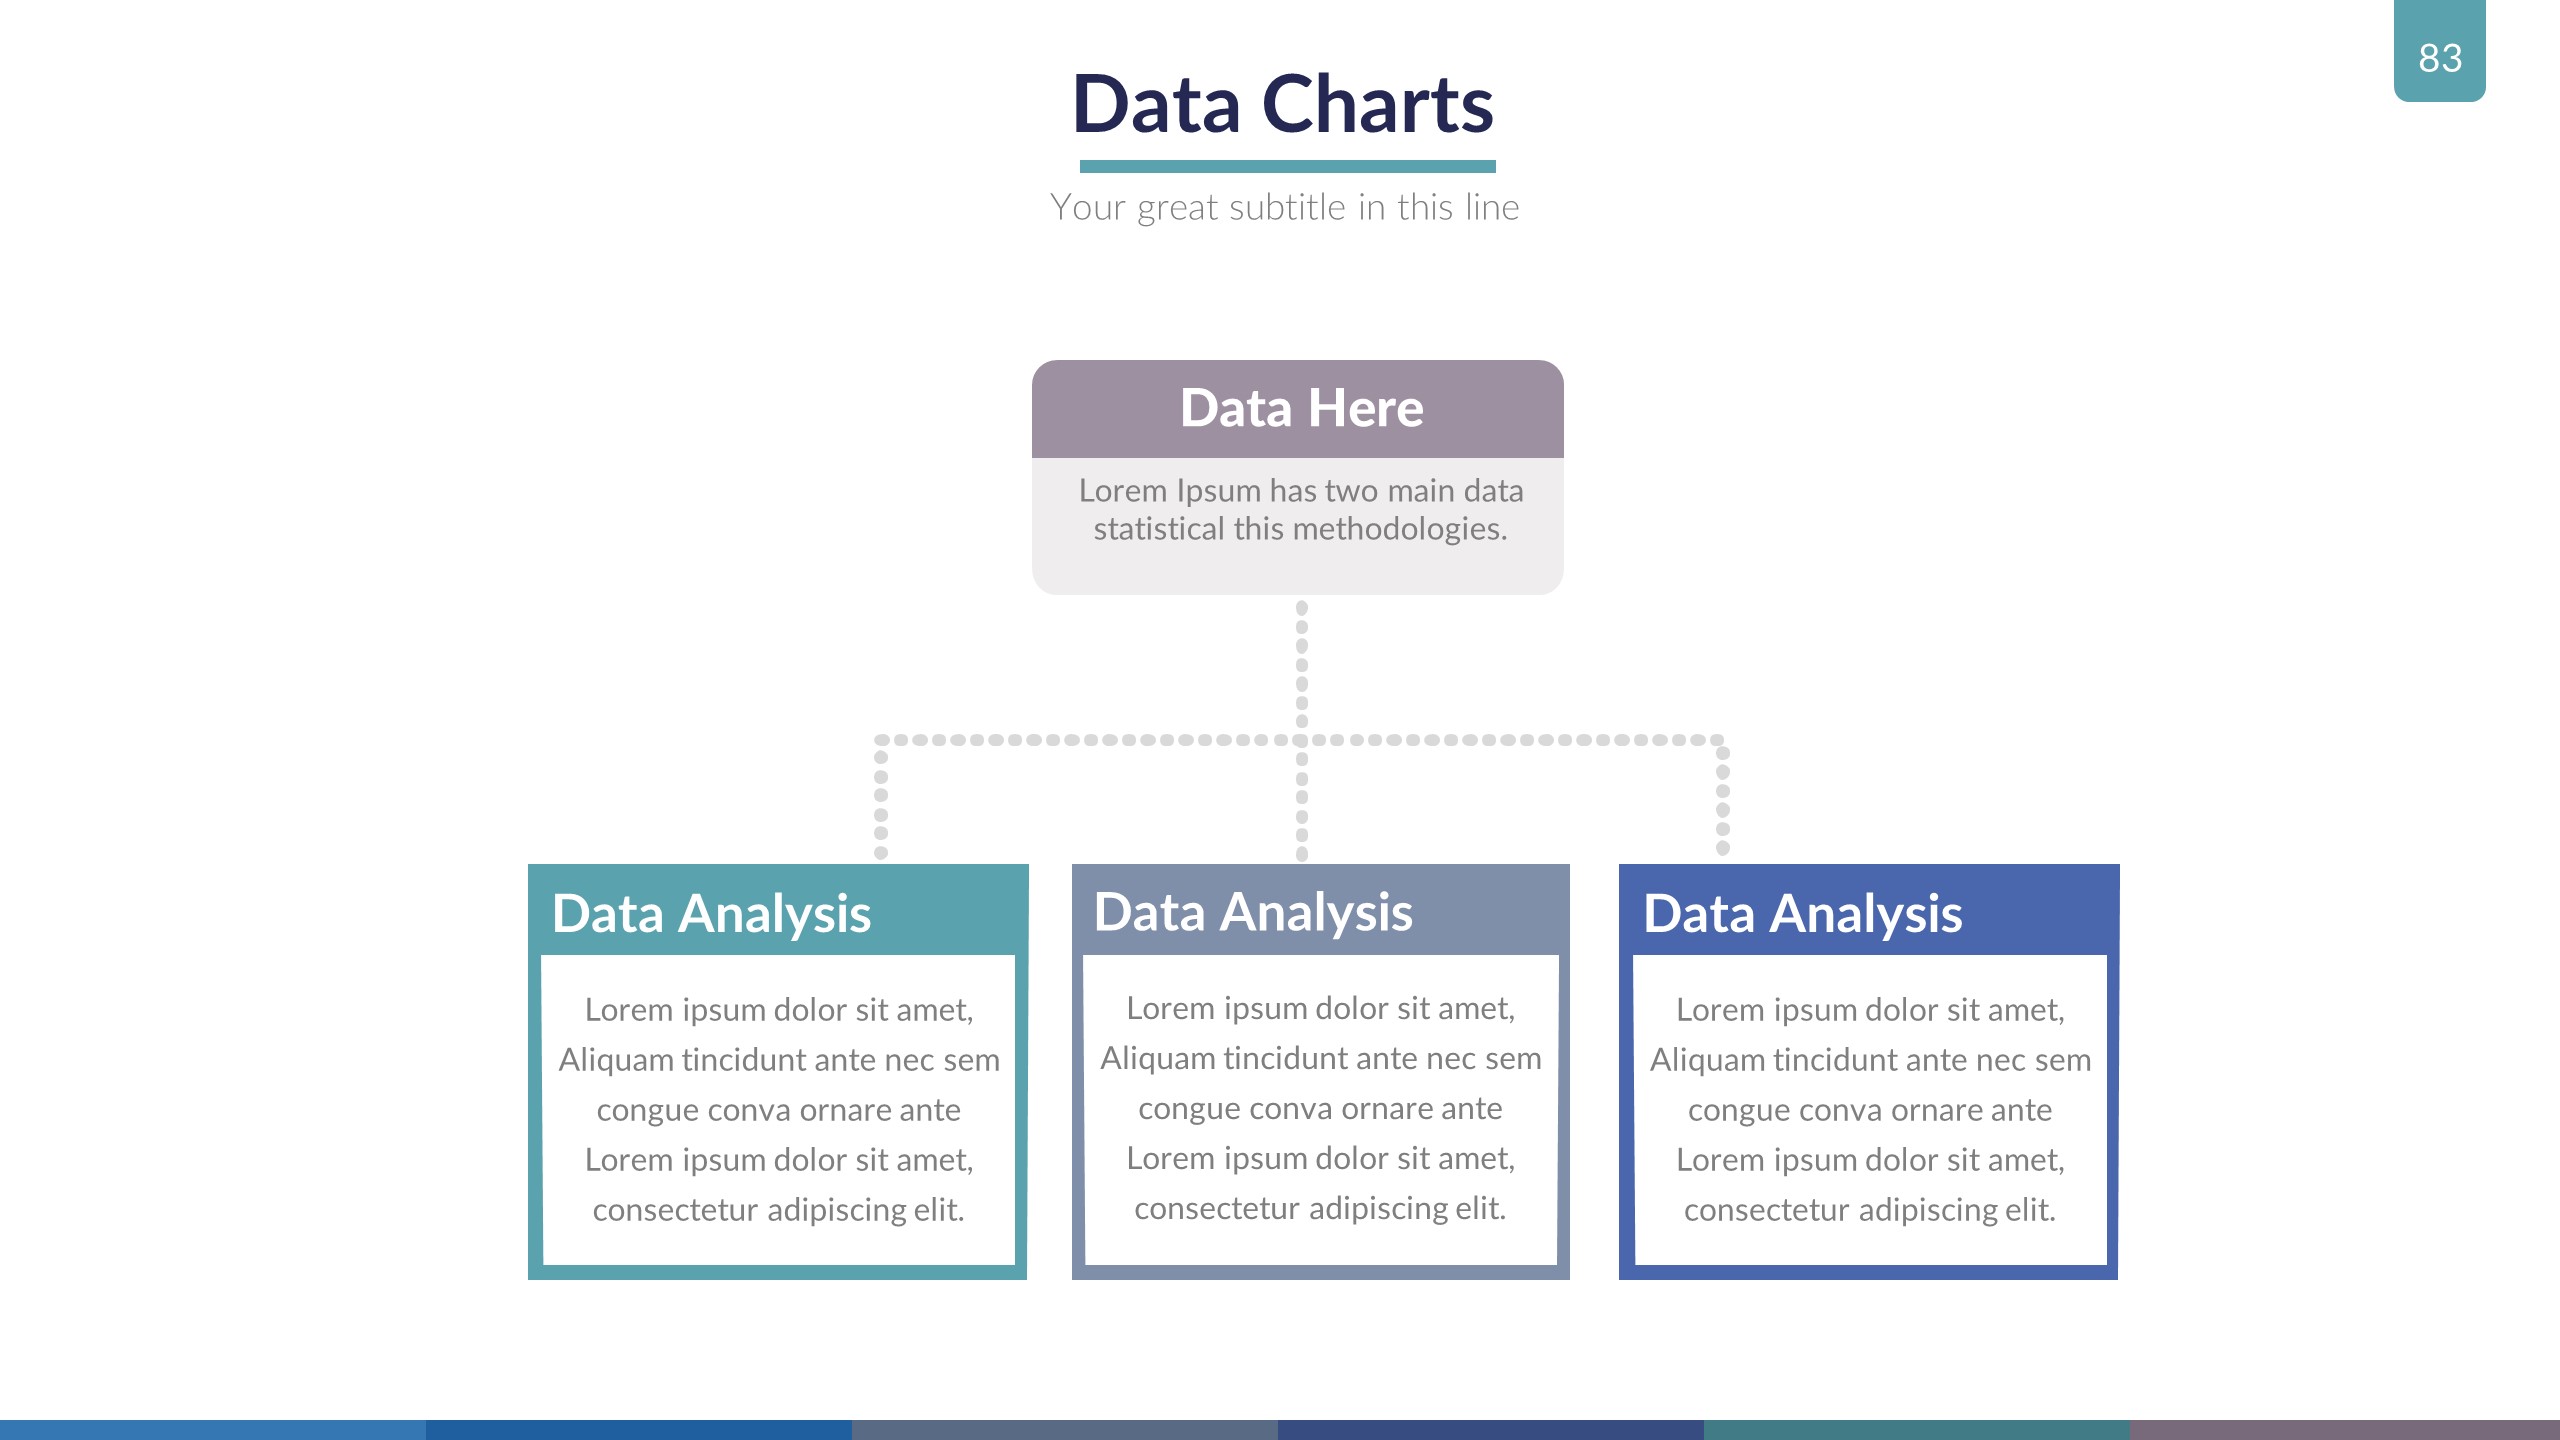 83
Data Charts
Your great subtitle in this line
Data Here
Lorem Ipsum has two main data
statistical this methodologies.
Data Analysis
Lorem ipsum dolor sit amet,
Aliquam tincidunt ante nec sem
congue conva ornare ante
Lorem ipsum dolor sit amet,
consectetur adipiscing elit.
Data Analysis
Lorem ipsum dolor sit amet,
Aliquam tincidunt ante nec sem
congue conva ornare ante
Lorem ipsum dolor sit amet,
consectetur adipiscing elit.
Data Analysis
Lorem ipsum dolor sit amet,
Aliquam tincidunt ante nec sem
congue conva ornare ante
Lorem ipsum dolor sit amet,
consectetur adipiscing elit.